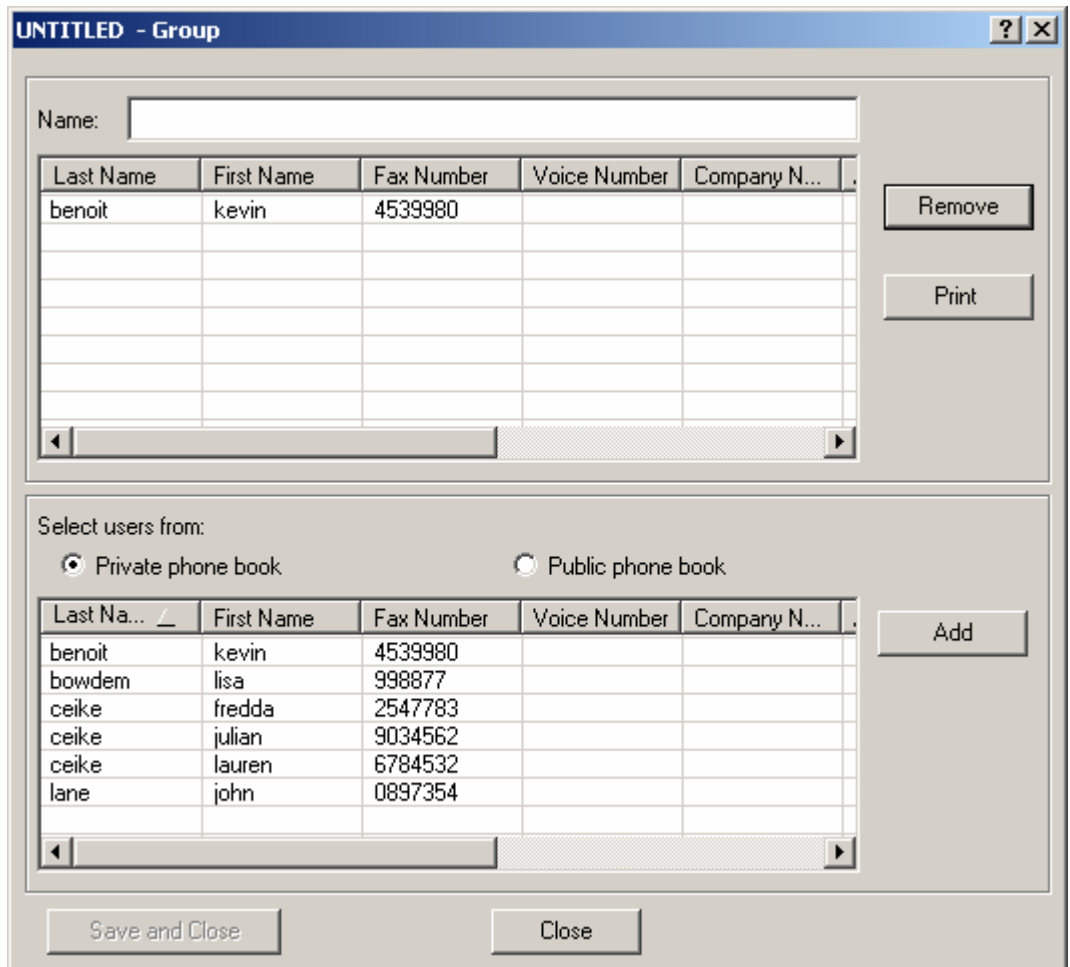 UNTITLED - Group
Name:
Last Name First Name Fax Number Voice Number Company N... .
benoit kevin 4539980
Remove
Print
Select users from:
Private phone book Public phone book
Last Na... First Name Fax Number Voice Number Company N... .
benoit kevin 4539980
bowdem lisa 998877
ceike fredda 2547783
ceike julian 9034562
ceike lauren 6784532
lane john 0897354
Add
Save and Close Close